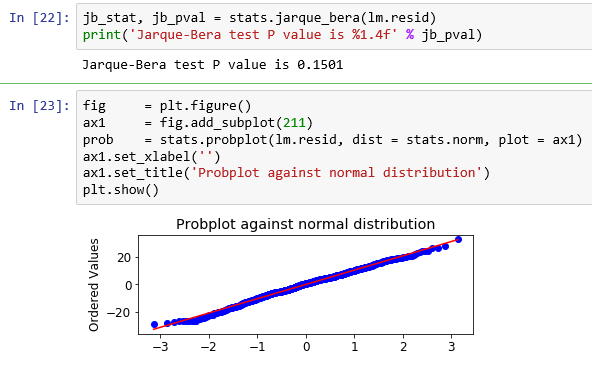 In [22]: jb_stat, jb_pval = stats.jarque_bera(lm.resid)
print('Jarque-Bera test P value is %1.4f' % jb_pval)
Jarque-Bera test P value is 0.1501
In [23]: fig     = plt.figure()
ax1     = fig.add_subplot(211)
prob    = stats.probplot(lm.resid, dist = stats.norm, plot = ax1)
ax1.set_xlabel('')
ax1.set_title('Probplot against normal distribution')
plt.show()
Probplot against normal distribution
Ordered Values
20
0
−20
−3 −2 −1 0 1 2 3